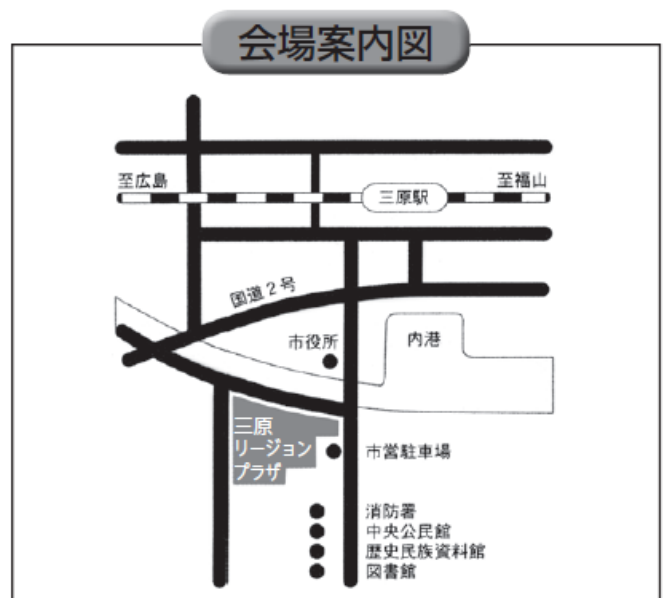 会場案内図
至広島
三原駅
至福山
国道２号
市役所
内港
三原
リージョン
プラザ
市営駐車場
消防署
中央公民館
歴史民族資料館
図書館